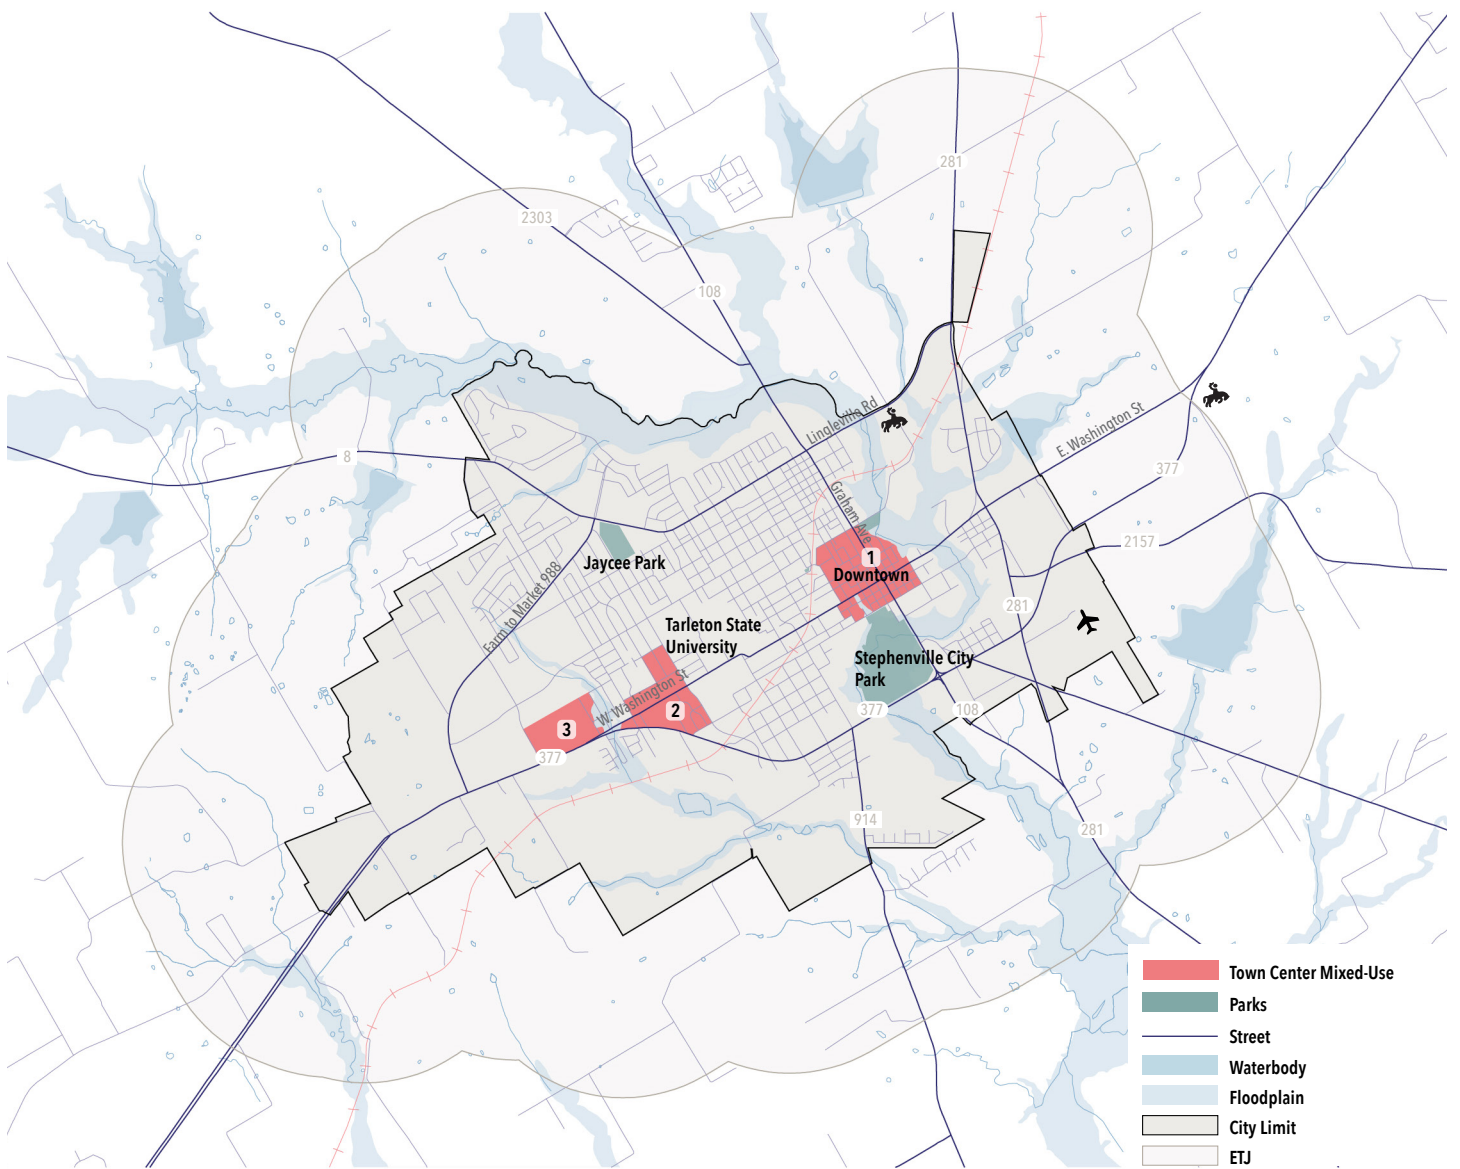 281
2303
108
Lingleville Rd
E. Washington St
8
377
Graham Ave
2157
1
Downtown
Jaycee Park
Farm to Market 988
281
Tarleton State
University
Stephenville City
Park
W. Washington St
2
377
108
3
377
914
281
Town Center Mixed-Use
Parks
Street
Waterbody
Floodplain
City Limit
ETJ